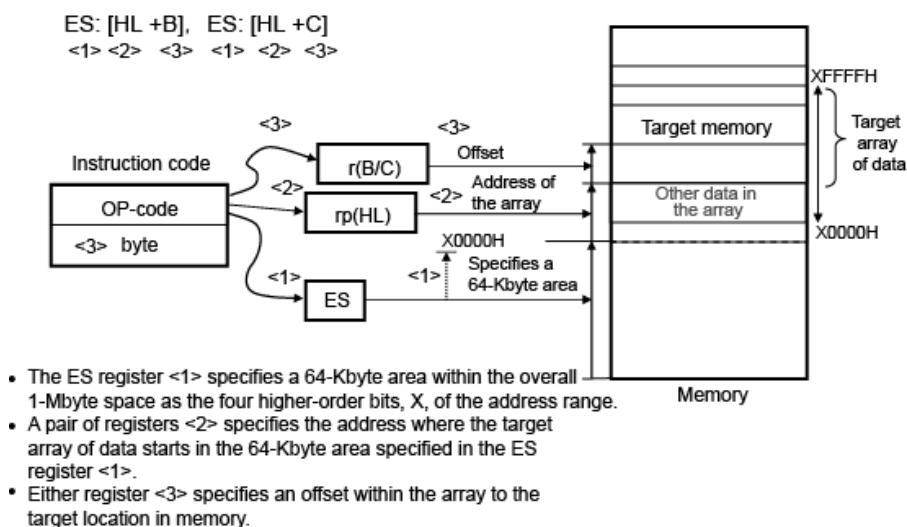 ES: [HL +B], ES: [HL +C]
<1> <2> <3> <1> <2> <3>
XFFFFH
<3>
<3>
Target memory
Target
array
of data
Instruction code
r(B/C)
Offset
<2>
Address of
the array
OP-code
rp(HL)
<2>
Other data in
the array
<3> byte
X0000H
X0000H
<1>
<1>
Specifies a
64-Kbyte area
ES
Memory
• The ES register <1> specifies a 64-Kbyte area within the overall
1-Mbyte space as the four higher-order bits, X, of the address range.
• A pair of registers <2> specifies the address where the target
array of data starts in the 64-Kbyte area specified in the ES
register <1>.
• Either register <3> specifies an offset within the array to the
target location in memory.